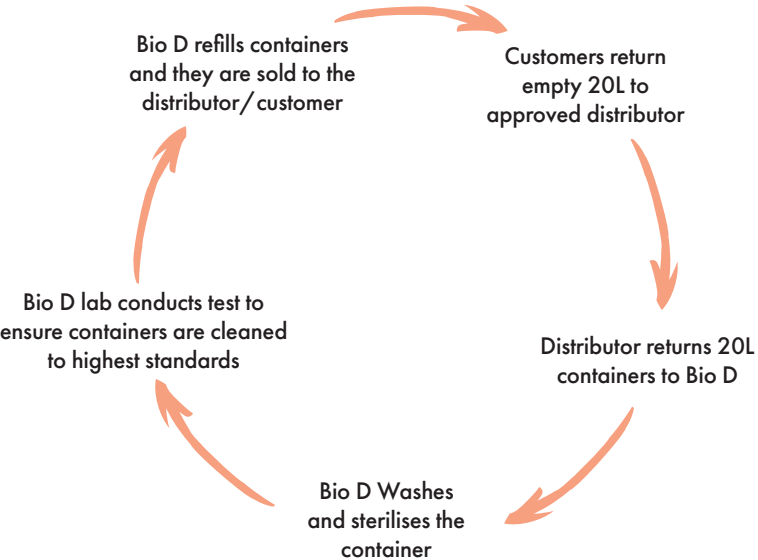 Bio D refills containers
and they are sold to the
distributor/customer
Customers return
empty 20L to
approved distributor
Distributor returns 20L
containers to Bio D
Bio D Washes
and sterilises the
container
Bio D lab conducts test to
ensure containers are cleaned
to highest standards